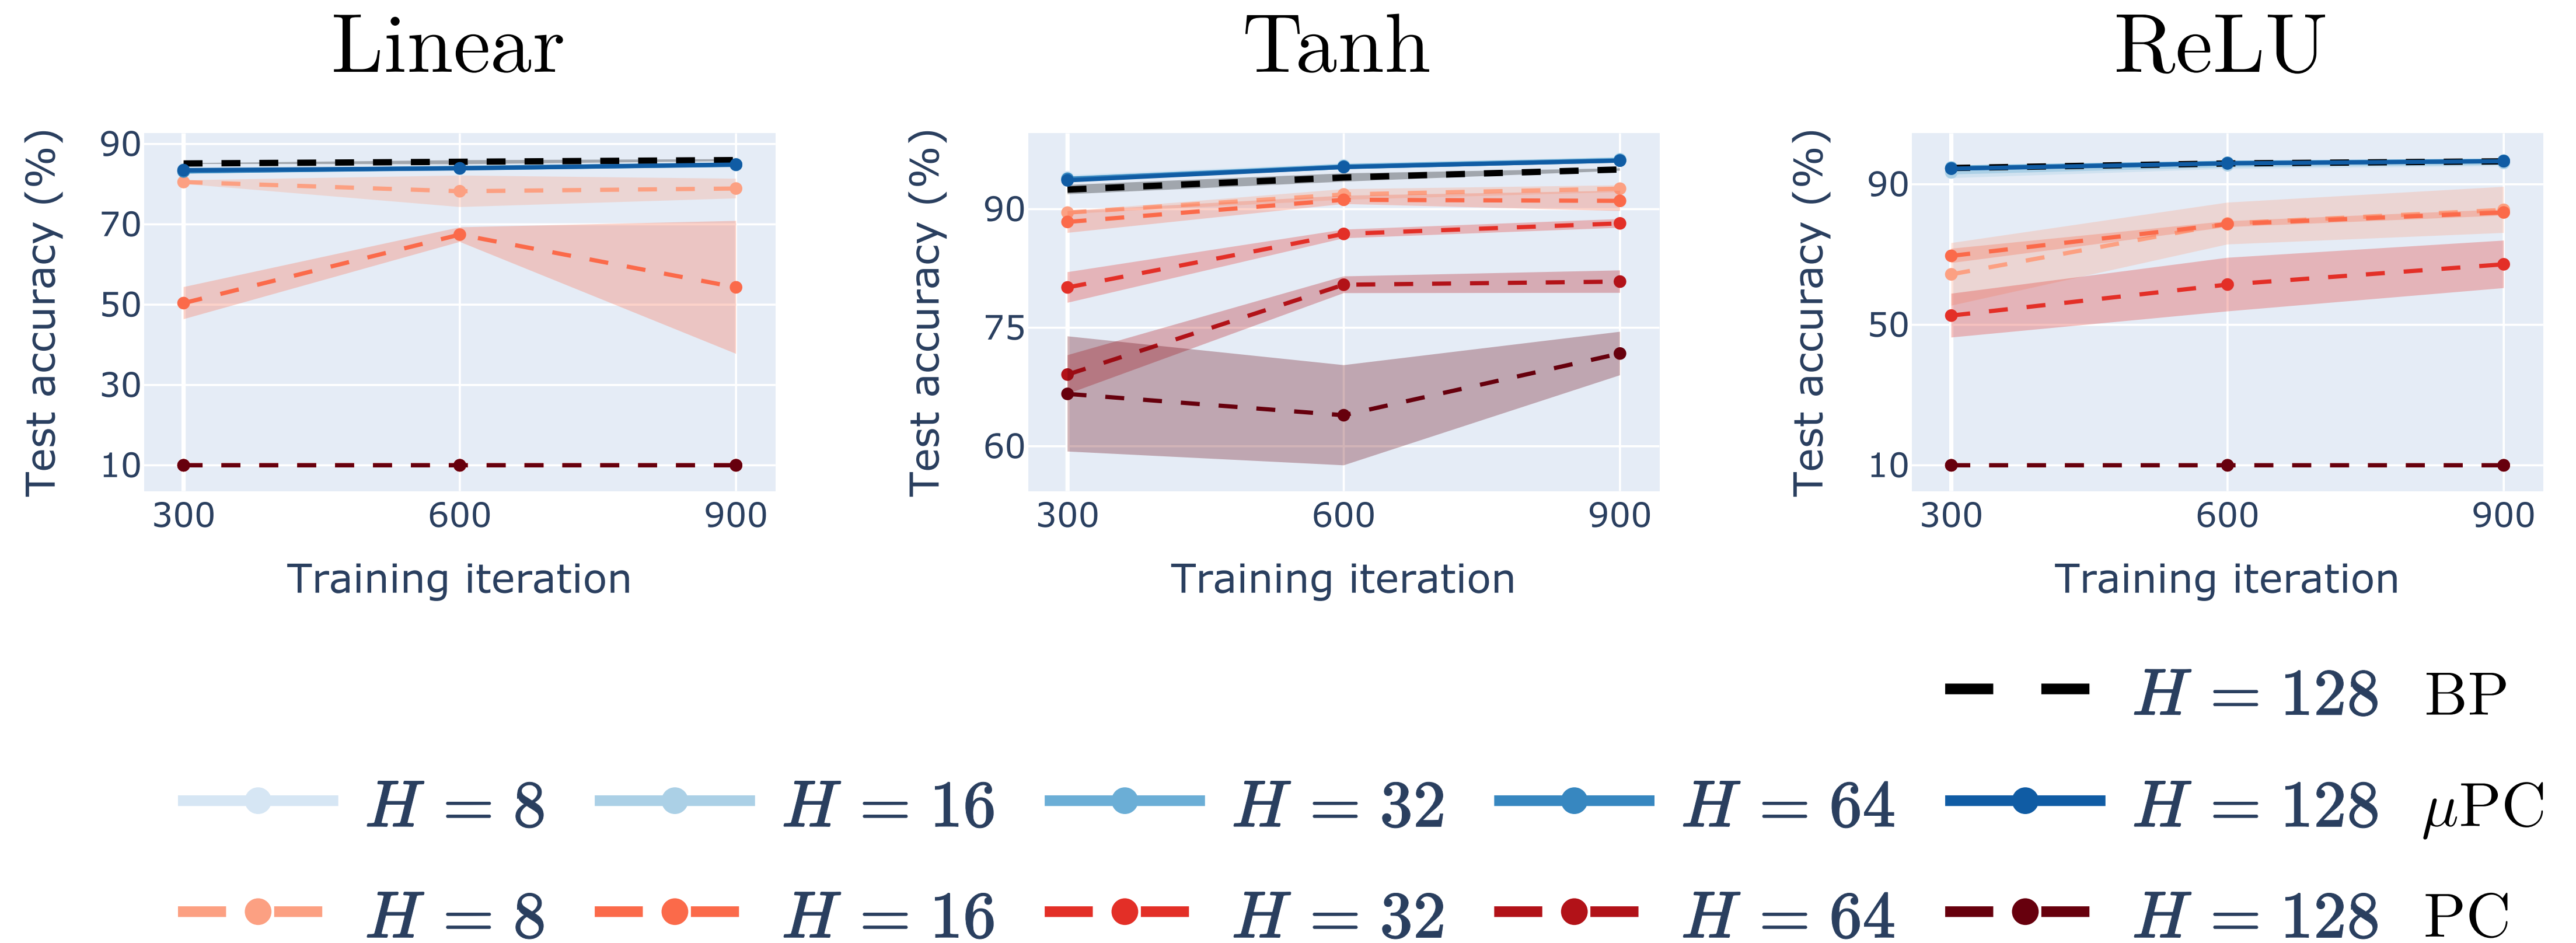 Linear Tanh ReLU
Test accuracy (%)
90
70
50
30
10
300 600 900
Training iteration
Test accuracy (%)
90
75
60
300 600 900
Training iteration
Test accuracy (%)
90
50
10
300 600 900
Training iteration
H = 128 BP
H = 8 H = 16 H = 32 H = 64 H = 128 μPC
H = 8 H = 16 H = 32 H = 64 H = 128 PC